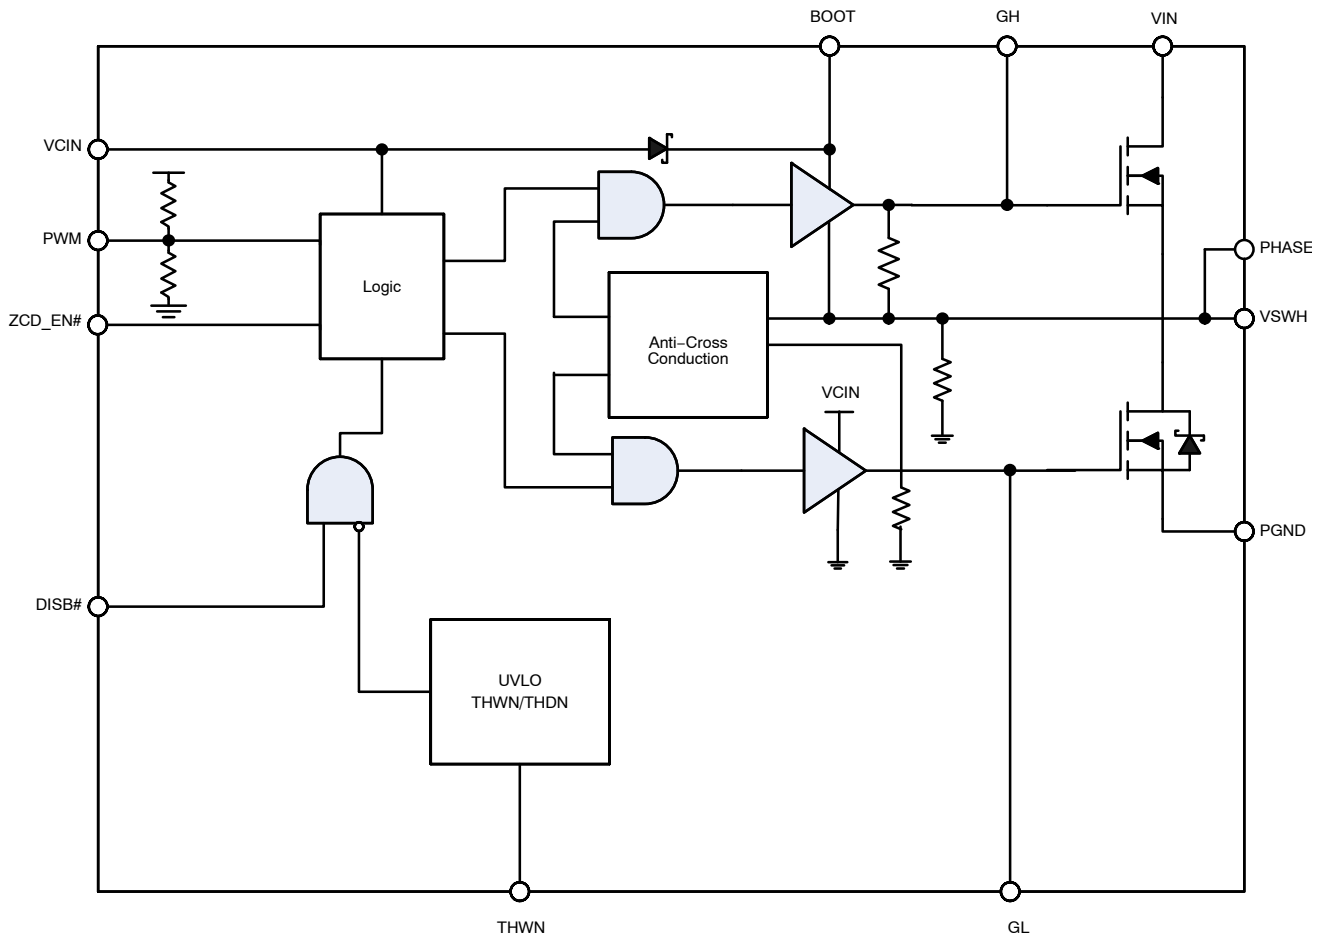 BOOT
GH
VIN
VCIN
PWM
PHASE
Logic
ZCD_EN#
VSWH
Anti−Cross
Conduction
VCIN
PGND
DISB#
UVLO
THWN/THDN
THWN
GL